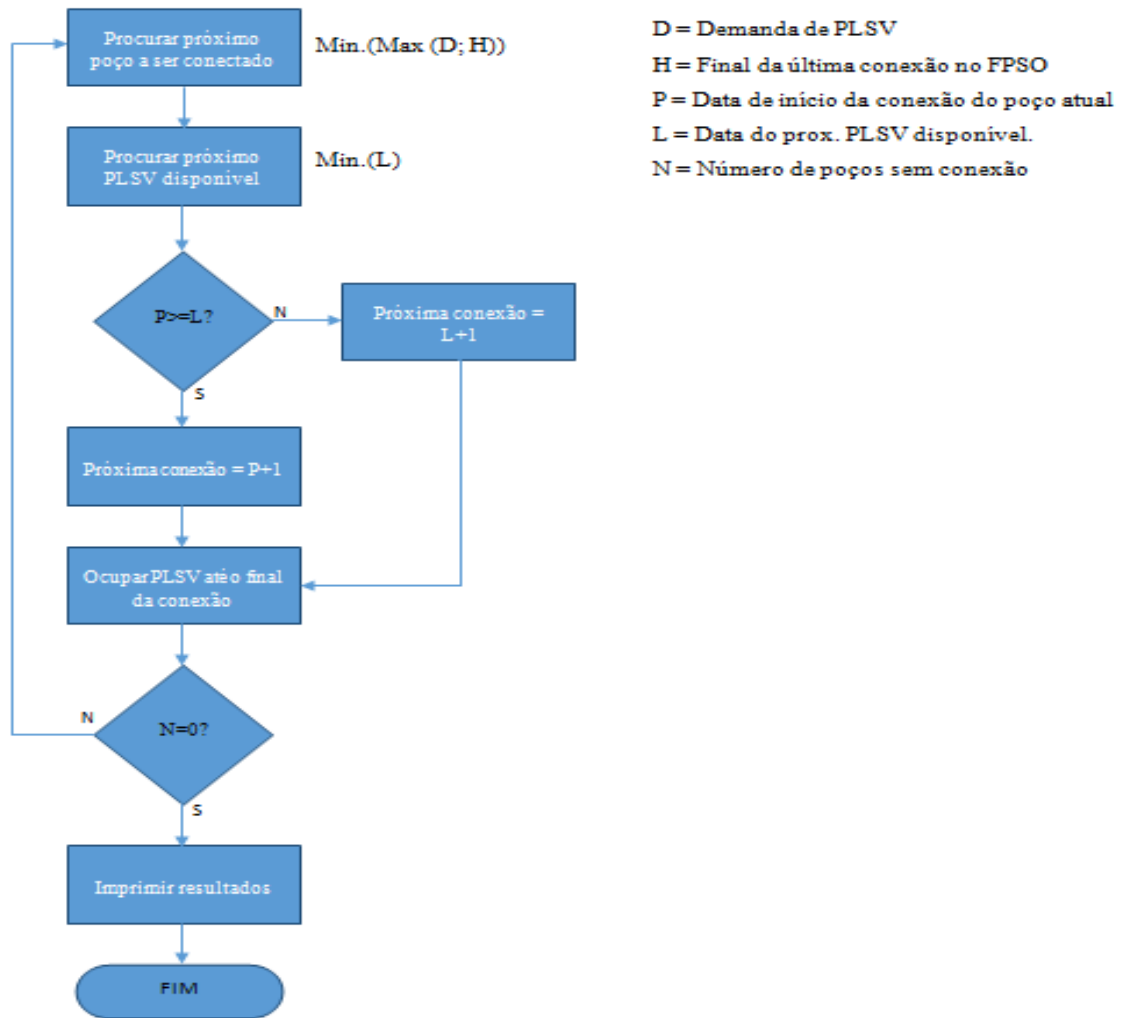 Procurar próximo
poço a ser conectado
Min.(Max (D; H))
Procurar próximo
PLSV disponível
Min.(L)
P>=L?
N
Próxima conexão =
L+1
S
Próxima conexão = P+1
Ocupar PLSV até o final
da conexão
N=0?
N
S
Imprimir resultados
FIM
D = Demanda de PLSV
H = Final da última conexão no FPSO
P = Data de início da conexão do poço atual
L = Data do prox. PLSV disponível.
N = Número de poços sem conexão